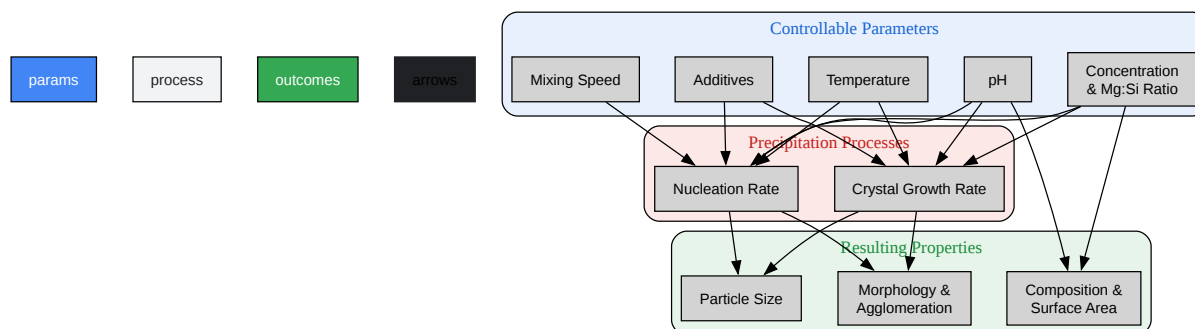 Controllable Parameters
params
process
outcomes
arrows
Mixing Speed
Additives
Temperature
pH
Concentration
& Mg:Si Ratio
Precipitation Processes
Nucleation Rate
Crystal Growth Rate
Resulting Properties
Particle Size
Morphology &
Agglomeration
Composition &
Surface Area